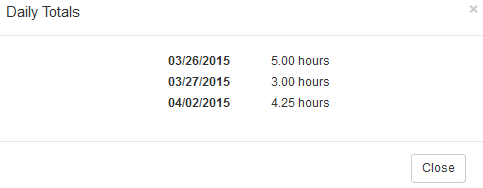 Daily Totals ×
03/26/2015 5.00 hours
03/27/2015 3.00 hours
04/02/2015 4.25 hours
Close